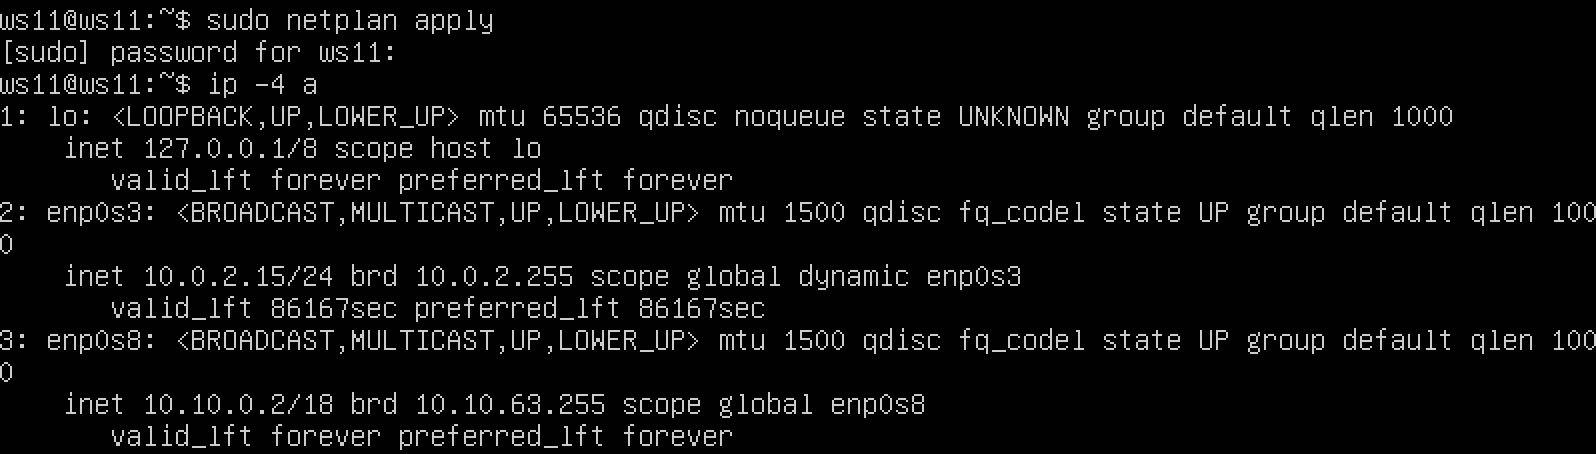 ws11@ws11:~$ sudo netplan apply
[sudo] password for ws11:
ws11@ws11:~$ ip -4 a
1: lo: <LOOPBACK,UP,LOWER_UP> mtu 65536 qdisc noqueue state UNKNOWN group default qlen 1000
    inet 127.0.0.1/8 scope host lo
       valid_lft forever preferred_lft forever
2: enp0s3: <BROADCAST,MULTICAST,UP,LOWER_UP> mtu 1500 qdisc fq_codel state UP group default qlen 100
0
    inet 10.0.2.15/24 brd 10.0.2.255 scope global dynamic enp0s3
       valid_lft 86167sec preferred_lft 86167sec
3: enp0s8: <BROADCAST,MULTICAST,UP,LOWER_UP> mtu 1500 qdisc fq_codel state UP group default qlen 100
0
    inet 10.10.0.2/18 brd 10.10.63.255 scope global enp0s8
       valid_lft forever preferred_lft forever